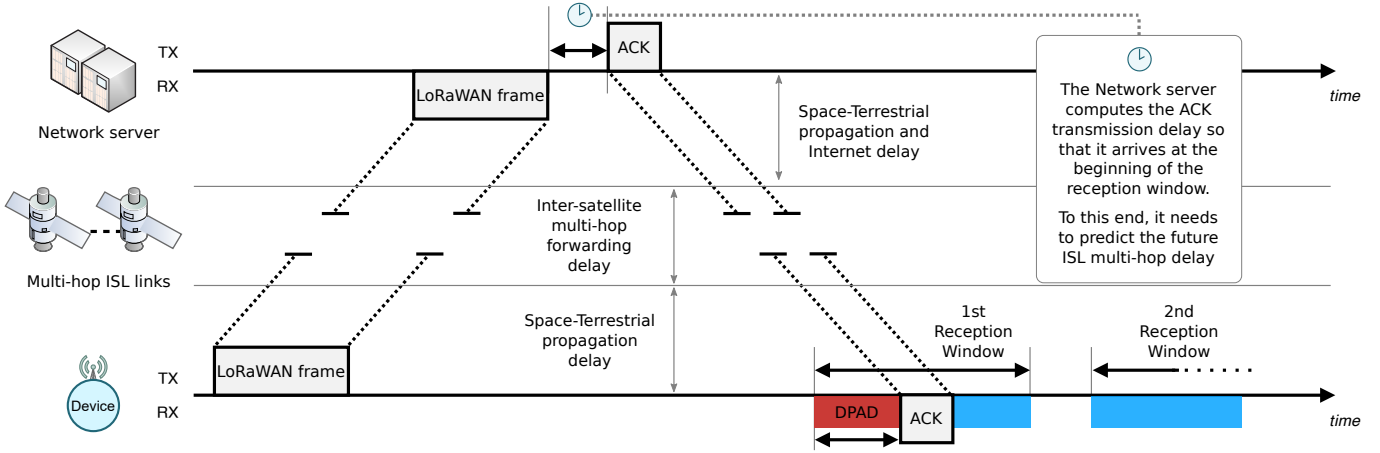 TX
RX
Network server
LoRaWAN frame
ACK
time
Space-Terrestrial
propagation and
Internet delay
The Network server
computes the ACK
transmission delay so
that it arrives at the
beginning of the
reception window.
To this end, it needs
to predict the future
ISL multi-hop delay
Multi-hop ISL links
Inter-satellite
multi-hop
forwarding
delay
Space-Terrestrial
propagation
delay
1st
Reception
Window
2nd
Reception
Window
Device
TX
RX
LoRaWAN frame
DPAD
ACK
time